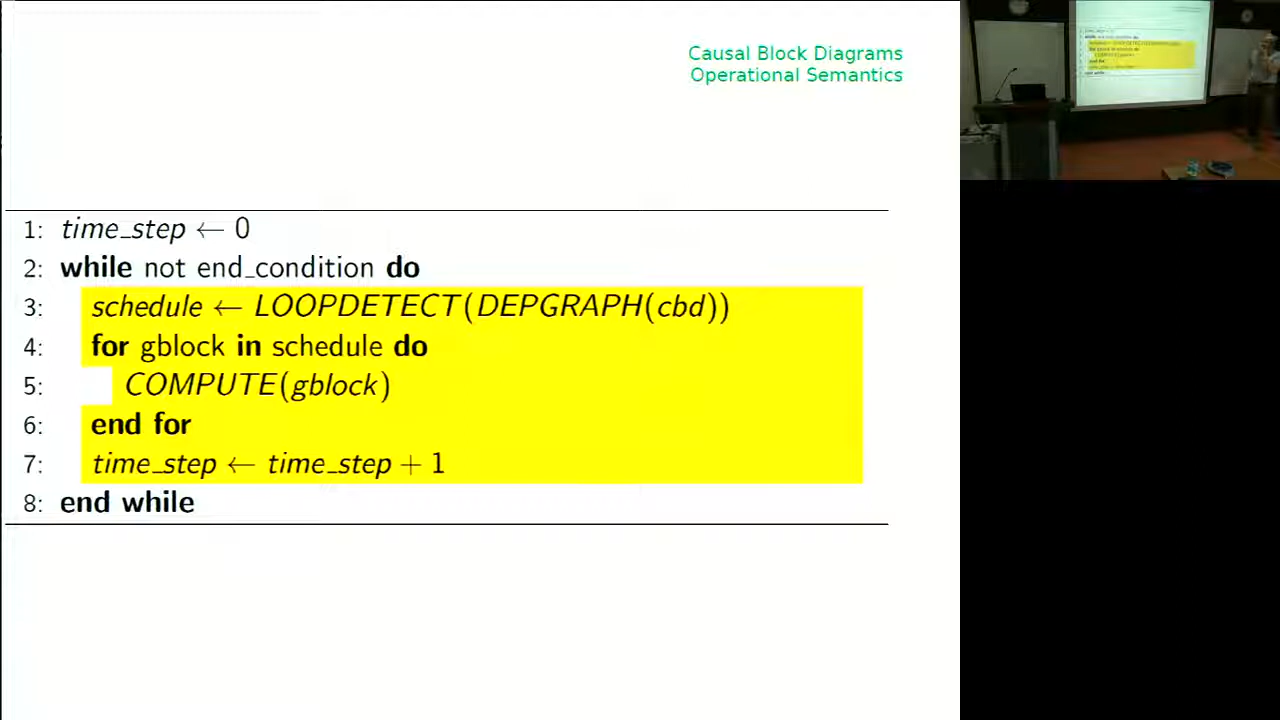 Causal Block Diagrams
Operational Semantics
1: time_step ← 0
2: while not end_condition do
3: schedule ← LOOPDETECT(DEPGRAPH(cbd))
4: for gblock in schedule do
5: COMPUTE(gblock)
6: end for
7: time_step ← time_step + 1
8: end while